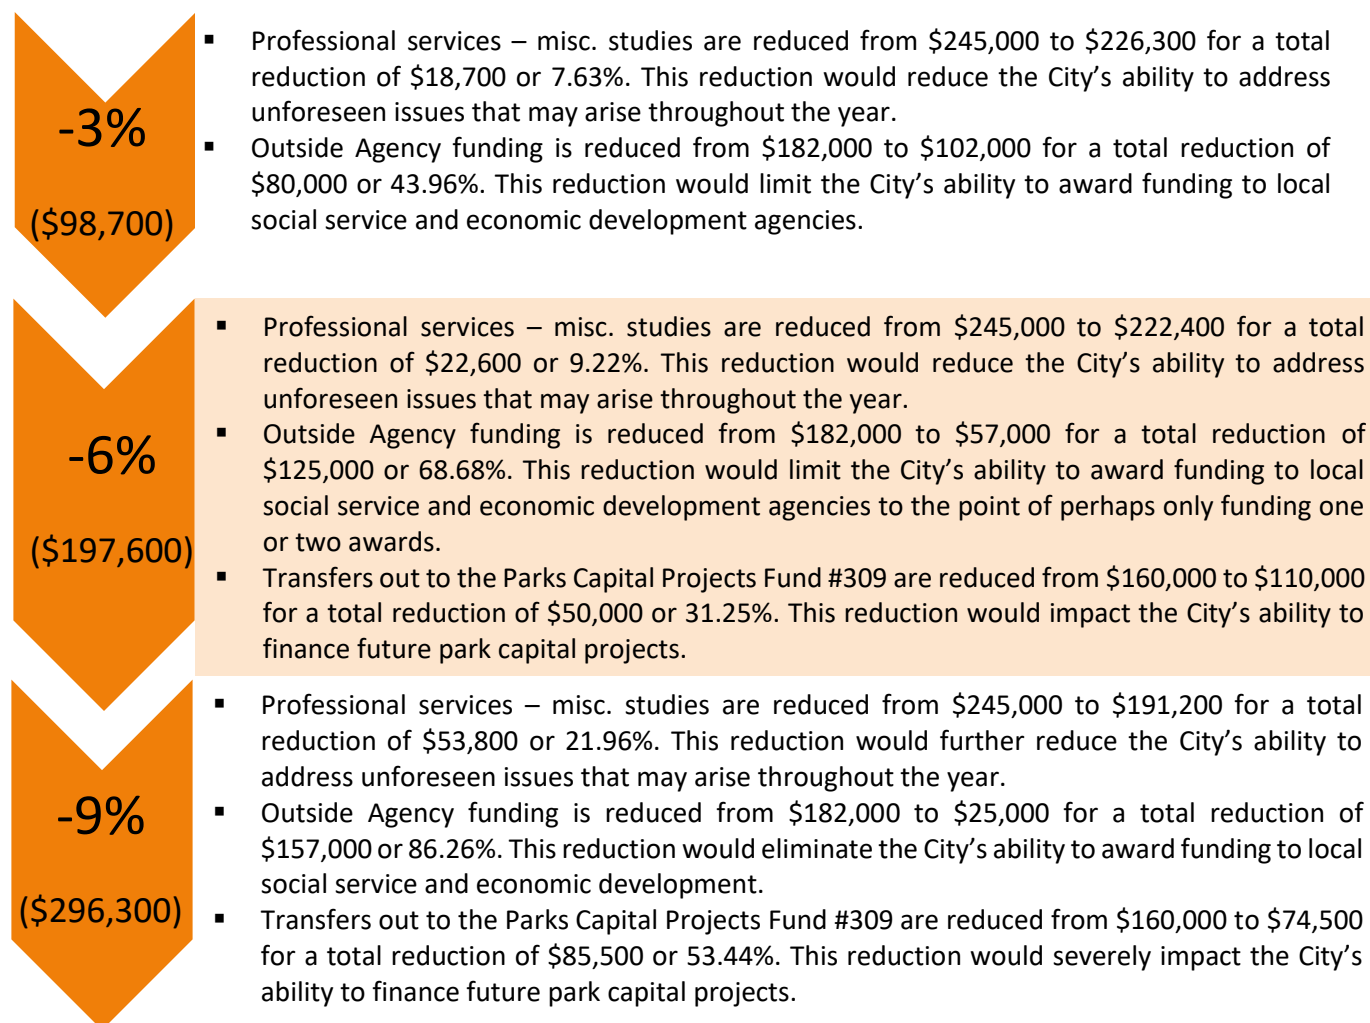 -3%
($98,700)
▪ Professional services – misc. studies are reduced from $245,000 to $226,300 for a total
reduction of $18,700 or 7.63%. This reduction would reduce the City’s ability to address
unforeseen issues that may arise throughout the year.
▪ Outside Agency funding is reduced from $182,000 to $102,000 for a total reduction of
$80,000 or 43.96%. This reduction would limit the City’s ability to award funding to local
social service and economic development agencies.
-6%
($197,600)
▪ Professional services – misc. studies are reduced from $245,000 to $222,400 for a total
reduction of $22,600 or 9.22%. This reduction would reduce the City’s ability to address
unforeseen issues that may arise throughout the year.
▪ Outside Agency funding is reduced from $182,000 to $57,000 for a total reduction of
$125,000 or 68.68%. This reduction would limit the City’s ability to award funding to local
social service and economic development agencies to the point of perhaps only funding one
or two awards.
▪ Transfers out to the Parks Capital Projects Fund #309 are reduced from $160,000 to $110,000
for a total reduction of $50,000 or 31.25%. This reduction would impact the City’s ability to
finance future park capital projects.
-9%
($296,300)
▪ Professional services – misc. studies are reduced from $245,000 to $191,200 for a total
reduction of $53,800 or 21.96%. This reduction would further reduce the City’s ability to
address unforeseen issues that may arise throughout the year.
▪ Outside Agency funding is reduced from $182,000 to $25,000 for a total reduction of
$157,000 or 86.26%. This reduction would eliminate the City’s ability to award funding to local
social service and economic development.
▪ Transfers out to the Parks Capital Projects Fund #309 are reduced from $160,000 to $74,500
for a total reduction of $85,500 or 53.44%. This reduction would severely impact the City’s
ability to finance future park capital projects.